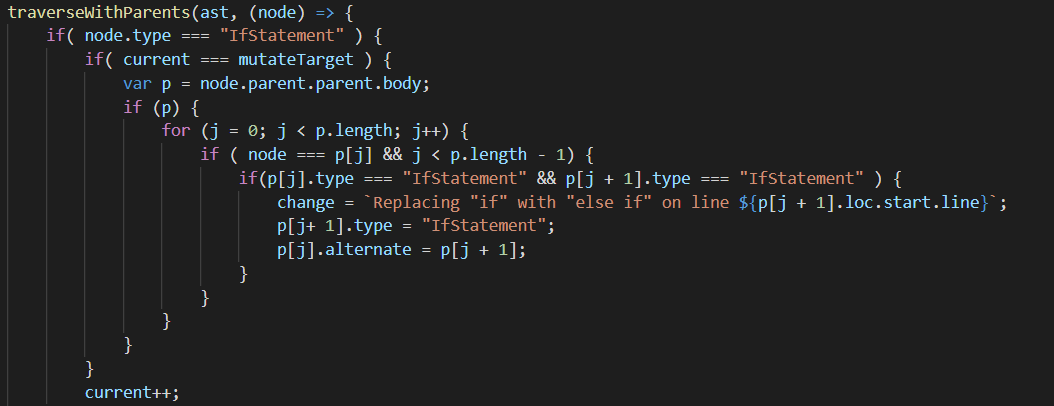 traverseWithParents(ast, (node) => {
    if( node.type === "IfStatement" ) {
        if( current === mutateTarget ) {
            var p = node.parent.parent.body;
            if (p) {
                for (j = 0; j < p.length; j++) {
                    if ( node === p[j] && j < p.length - 1) {
                        if(p[j].type === "IfStatement" && p[j + 1].type === "IfStatement" ) {
                            change = `Replacing "if" with "else if" on line ${p[j + 1].loc.start.line}`;
                            p[j+ 1].type = "IfStatement";
                            p[j].alternate = p[j + 1];
                        }
                    }
                }
            }
        }
        current++;